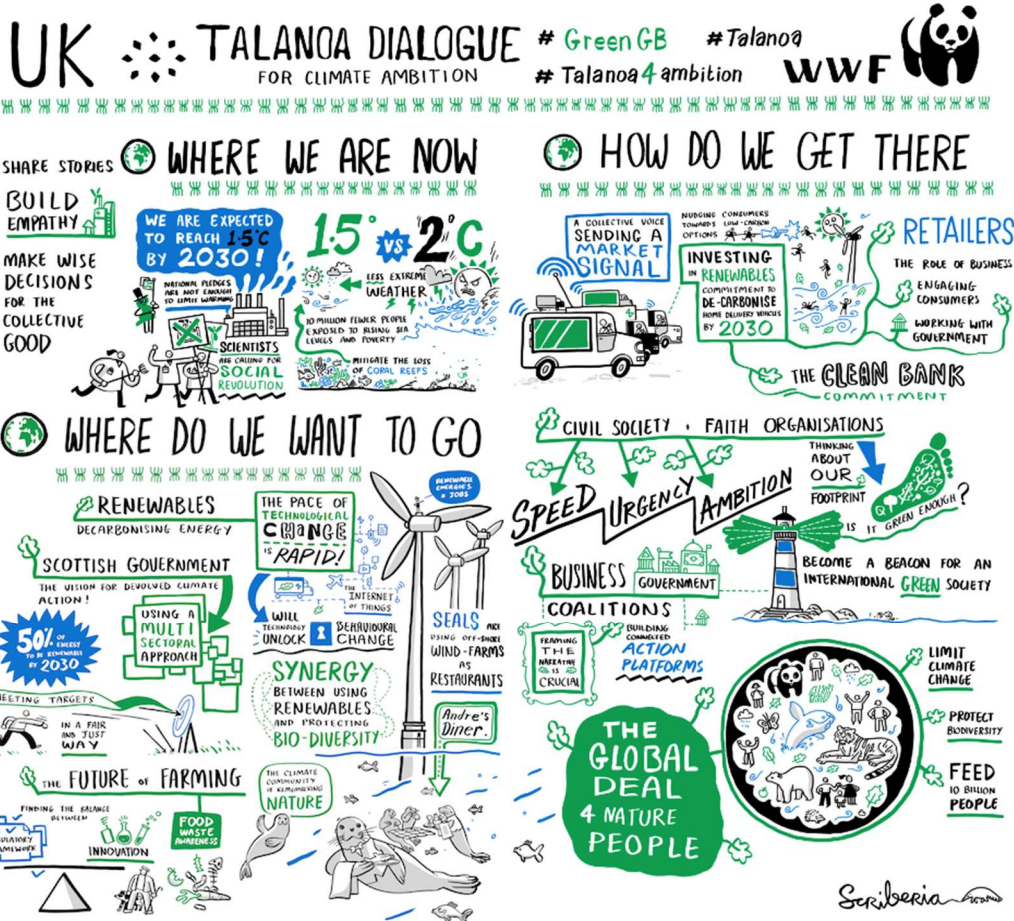 UK
TALANOA DIALOGUE
FOR CLIMATE AMBITION
# Green GB
#Talanoa
# Talanoa4ambition
WWF
SHARE STORIES
BUILD
EMPATHY
MAKE WISE
DECISIONS
FOR THE
COLLECTIVE
GOOD
WHERE WE ARE NOW
WE ARE EXPECTED
TO REACH 1.5°C
BY 2030!
NATIONAL PLEDGES
ARE NOT ENOUGH
TO LIMIT WARMING
SCIENTISTS
ARE CALLING FOR
SOCIAL
REVOLUTION
1.5° VS 2°C
LESS EXTREME
WEATHER
10 MILLION FEWER PEOPLE
EXPOSED TO RISING SEA
LEVELS AND POVERTY
MITIGATE THE LOSS
OF CORAL REEFS
HOW DO WE GET THERE
A COLLECTIVE VOICE
SENDING A
MARKET
SIGNAL
NUDGING CONSUMERS
TOWARDS LOW-CARBON
OPTIONS
INVESTING
IN RENEWABLES
COMMITMENT TO
DE-CARBONISE
HOME DELIVERY VEHICLES
BY 2030
RETAILERS
THE ROLE OF BUSINESS
ENGAGING
CONSUMERS
WORKING WITH
GOVERNMENT
THE CLEAN BANK
COMMITMENT
WHERE DO WE WANT TO GO
RENEWABLES
DECARBONISING ENERGY
SCOTTISH GOVERNMENT
THE VISION FOR DEVOLVED CLIMATE
ACTION!
50% OF
ENERGY
TO BE RENEWABLE
BY 2030
USING A
MULTI
SECTORAL
APPROACH
MEETING TARGETS
IN A FAIR
AND JUST
WAY
THE PACE OF
TECHNOLOGICAL
CHANGE
IS RAPID!
THE
INTERNET
OF THINGS
WILL
TECHNOLOGY
UNLOCK
BEHAVIOURAL
CHANGE
SYNERGY
BETWEEN USING
RENEWABLES
AND PROTECTING
BIO-DIVERSITY
RENEWABLE
ENERGIES
= JOBS
SEALS ARE
USING OFF-SHORE
WIND-FARMS
AS
RESTAURANTS
Andre's
Diner.
THE FUTURE OF FARMING
FINDING THE BALANCE
BETWEEN
INNOVATION
FOOD
WASTE
AWARENESS
THE CLIMATE
COMMUNITY
IS REMEMBERING
NATURE
CIVIL SOCIETY + FAITH ORGANISATIONS
SPEED URGENCY AMBITION
THINKING
ABOUT
OUR
FOOTPRINT
IS IT GREEN ENOUGH?
BECOME A BEACON FOR AN
INTERNATIONAL GREEN SOCIETY
BUSINESS
GOVERNMENT
COALITIONS
FRAMING
THE
NARRATIVE
IS
CRUCIAL
BUILDING
CONNECTED
ACTION
PLATFORMS
THE
GLOBAL
DEAL
4 NATURE
PEOPLE
LIMIT
CLIMATE
CHANGE
PROTECT
BIODIVERSITY
FEED
10 BILLION
PEOPLE
Scriberia